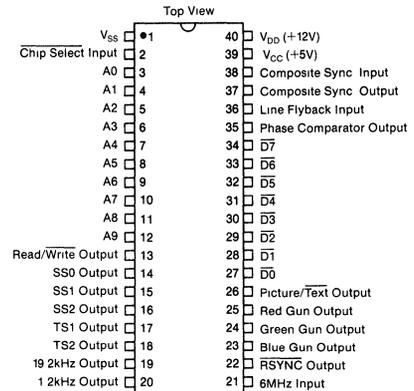 Top View
VSS 1 40 VDD (+12V)
Chip Select Input 2 39 VCC (+5V)
A0 3 38 Composite Sync Input
A1 4 37 Composite Sync Output
A2 5 36 Line Flyback Input
A3 6 35 Phase Comparator Output
A4 7 34 D7
A5 8 33 D6
A6 9 32 D5
A7 10 31 D4
A8 11 30 D3
A9 12 29 D2
Read/Write Output 13 28 D1
SS0 Output 14 27 D0
SS1 Output 15 26 Picture/Text Output
SS2 Output 16 25 Red Gun Output
TS1 Output 17 24 Green Gun Output
TS2 Output 18 23 Blue Gun Output
19 2kHz Output 19 22 RSYNC Output
1 2kHz Output 20 21 6MHz Input